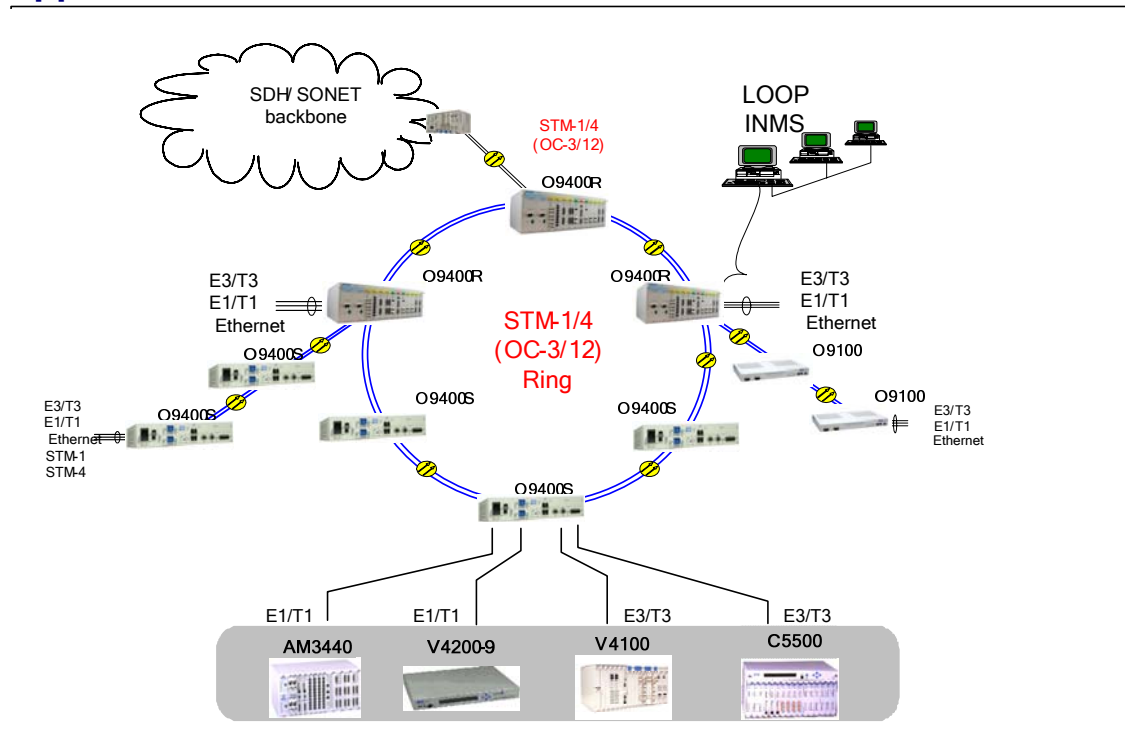 SDH/ SONET
backbone
STM-1/4
(OC-3/12)
LOOP
INMS
O9400R
O9400R
O9400R
E3/T3
E1/T1
Ethernet
E3/T3
E1/T1
Ethernet
STM-1/4
(OC-3/12)
Ring
O9400S
O9100
O9400S
O9400S
O9400S
O9100
E3/T3
E1/T1
Ethernet
STM-1
STM-4
E3/T3
E1/T1
Ethernet
O9400S
E1/T1
E1/T1
E3/T3
E3/T3
AM3440
V4200-9
V4100
C5500